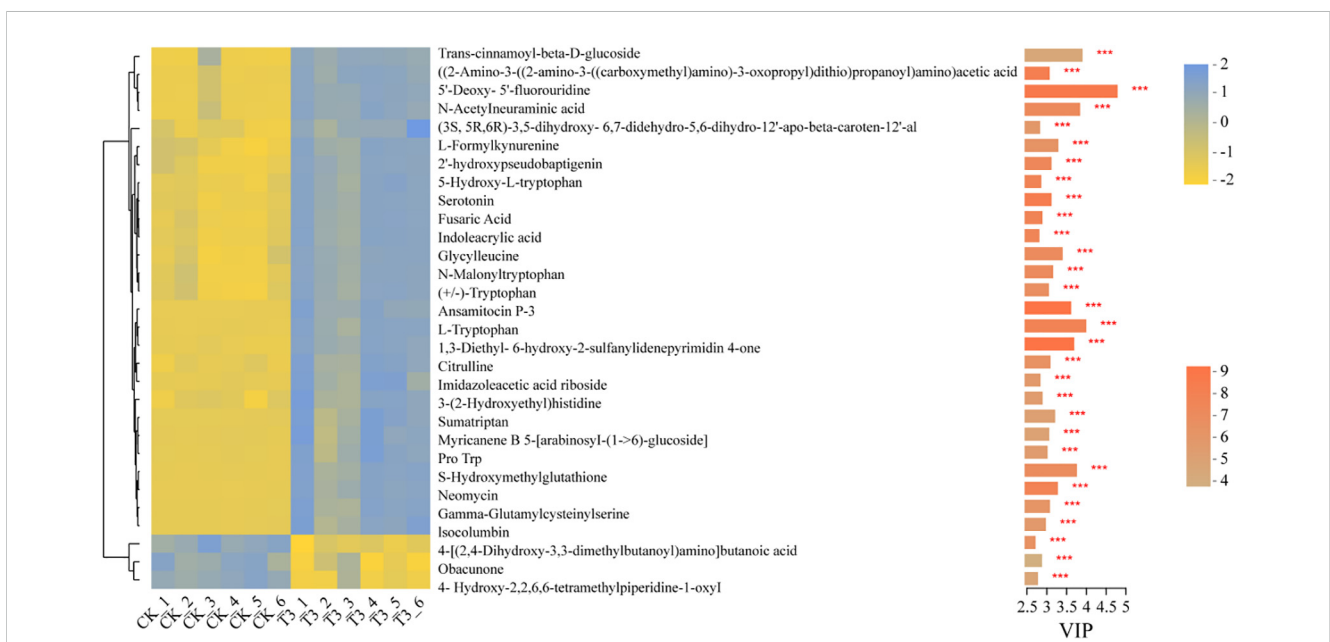 Trans-cinnamoyl-beta-D-glucoside ***
((2-Amino-3-((2-amino-3-((carboxymethyl)amino)-3-oxopropyl)dithio)propanoyl)amino)acetic acid ***
5'-Deoxy- 5'-fluorouridine ***
N-AcetyIneuraminic acid ***
(3S, 5R,6R)-3,5-dihydroxy- 6,7-didehydro-5,6-dihydro-12'-apo-beta-caroten-12'-al ***
L-Formylkynurenine ***
2'-hydroxypseudobaptigenin ***
5-Hydroxy-L-tryptophan ***
Serotonin ***
Fusaric Acid ***
Indoleacrylic acid ***
Glycylleucine ***
N-Malonyltryptophan ***
(+/-)-Tryptophan ***
Ansamitocin P-3 ***
L-Tryptophan ***
1,3-Diethyl- 6-hydroxy-2-sulfanylidenepyrimidin 4-one ***
Citrulline ***
Imidazoleacetic acid riboside ***
3-(2-Hydroxyethyl)histidine ***
Sumatriptan ***
Myricanene B 5-[arabinosyI-(1->6)-glucoside] ***
Pro Trp ***
S-Hydroxymethylglutathione ***
Neomycin ***
Gamma-Glutamylcysteinylserine ***
Isocolumbin ***
4-[(2,4-Dihydroxy-3,3-dimethylbutanoyl)amino]butanoic acid ***
Obacunone ***
4- Hydroxy-2,2,6,6-tetramethylpiperidine-1-oxyI ***
CK_1 CK_2 CK_3 CK_4 CK_5 CK_6 T3_1 T3_2 T3_3 T3_4 T3_5 T3_6
2.5 3 3.5 4 4.5 5
VIP
2
1
0
-1
-2
9
8
7
6
5
4